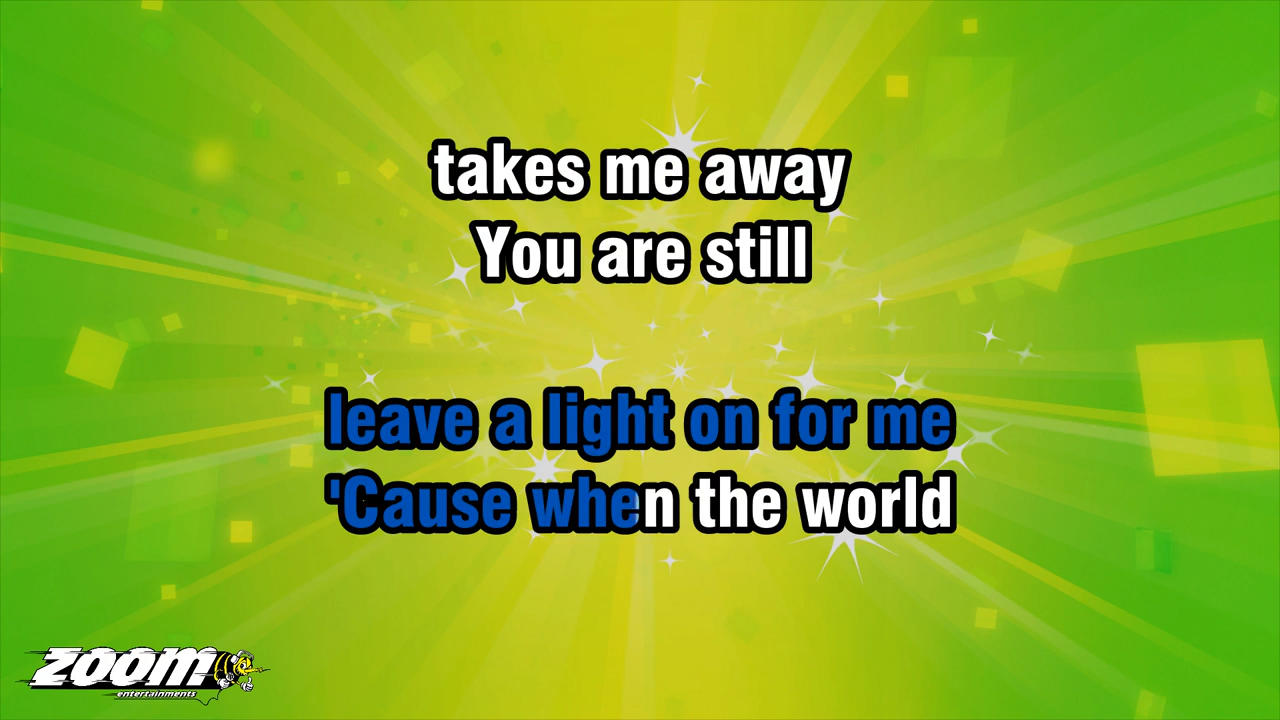 takes me away
You are still
leave a light on for me
'Cause when the world
ZOOM
entertainments